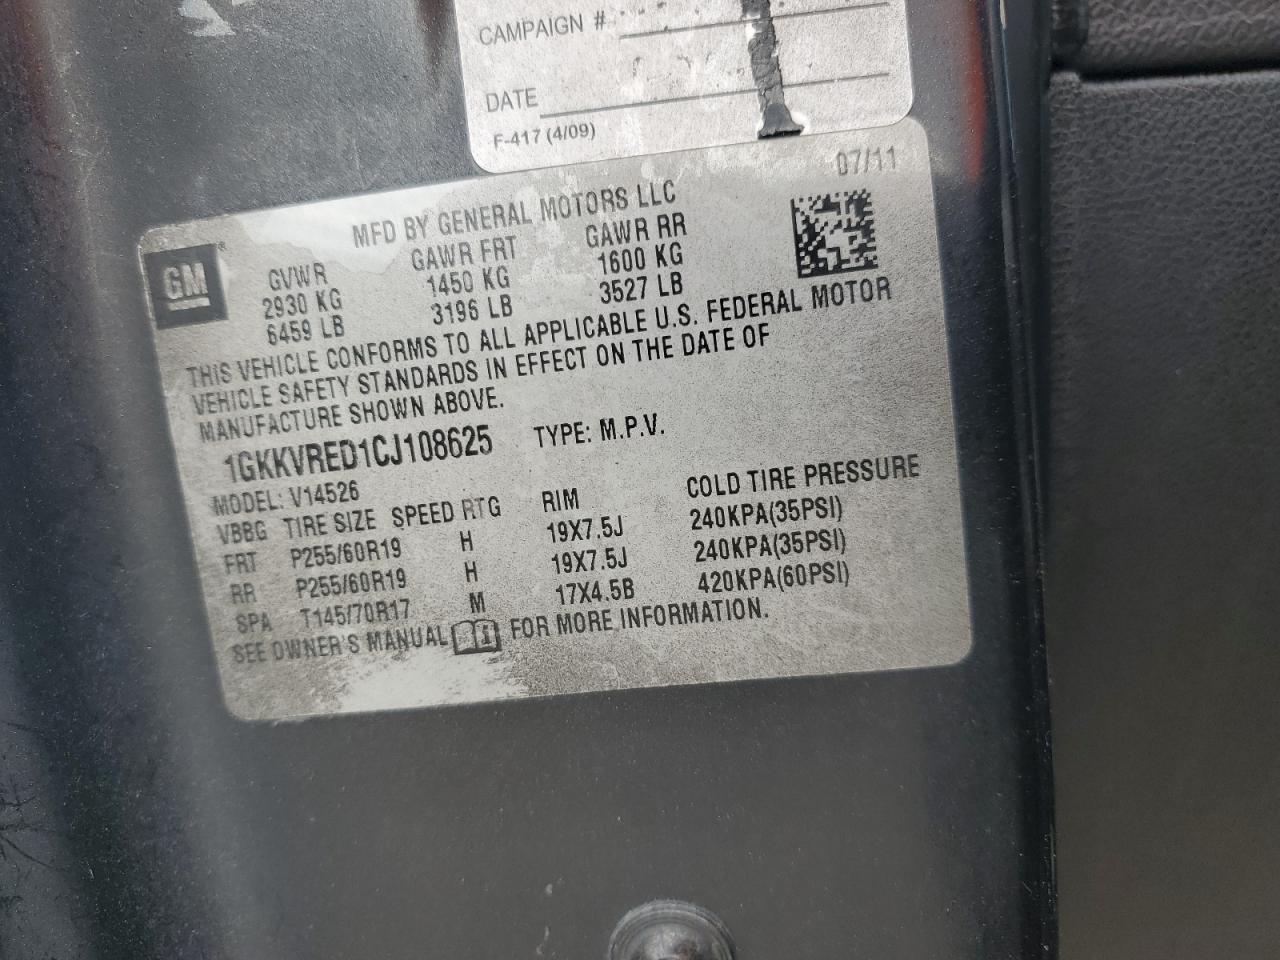 CAMPAIGN #
DATE
F-417 (4/09)
07/11
MFD BY GENERAL MOTORS LLC
GM®
GVWR GAWR FRT GAWR RR
2930 KG 1450 KG 1600 KG
6459 LB 3196 LB 3527 LB
THIS VEHICLE CONFORMS TO ALL APPLICABLE U.S. FEDERAL MOTOR
VEHICLE SAFETY STANDARDS IN EFFECT ON THE DATE OF
MANUFACTURE SHOWN ABOVE.
1GKKVRED1CJ108625 TYPE: M.P.V.
MODEL: V14526
VBBG TIRE SIZE SPEED RTG RIM COLD TIRE PRESSURE
FRT P255/60R19 H 19X7.5J 240KPA(35PSI)
RR P255/60R19 H 19X7.5J 240KPA(35PSI)
SPA T145/70R17 M 17X4.5B 420KPA(60PSI)
SEE OWNER'S MANUAL FOR MORE INFORMATION.